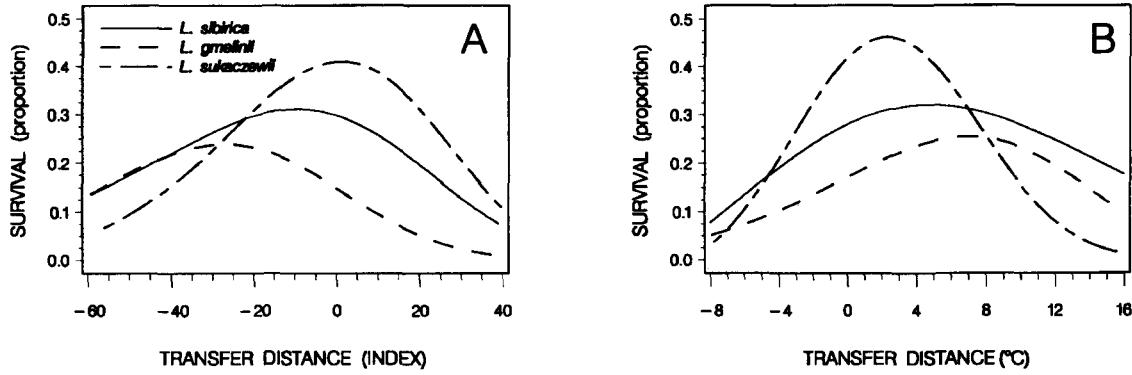 SURVIVAL (proportion)
0.5
0.4
0.3
0.2
0.1
0.0
L. sibirica
L. gmelinii
L. sukaczewii
A
-60
-40
-20
0
20
40
TRANSFER DISTANCE (INDEX)
SURVIVAL (proportion)
0.5
0.4
0.3
0.2
0.1
0.0
B
-8
-4
0
4
8
12
16
TRANSFER DISTANCE (°C)